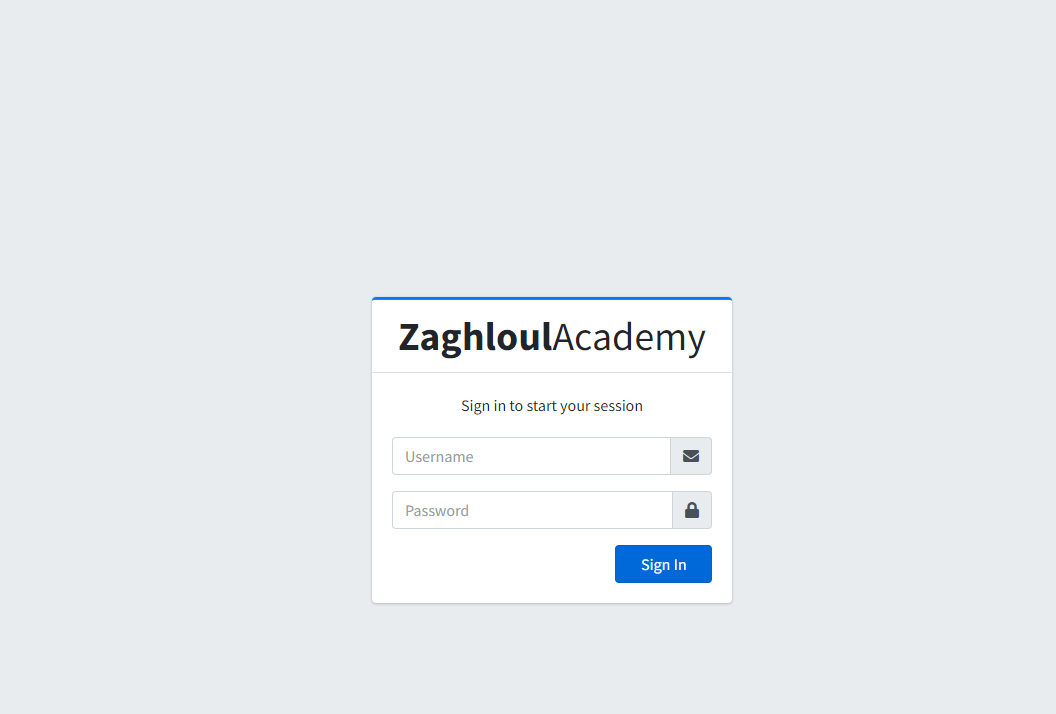 ZaghloulAcademy
Sign in to start your session
Username
Password
Sign In